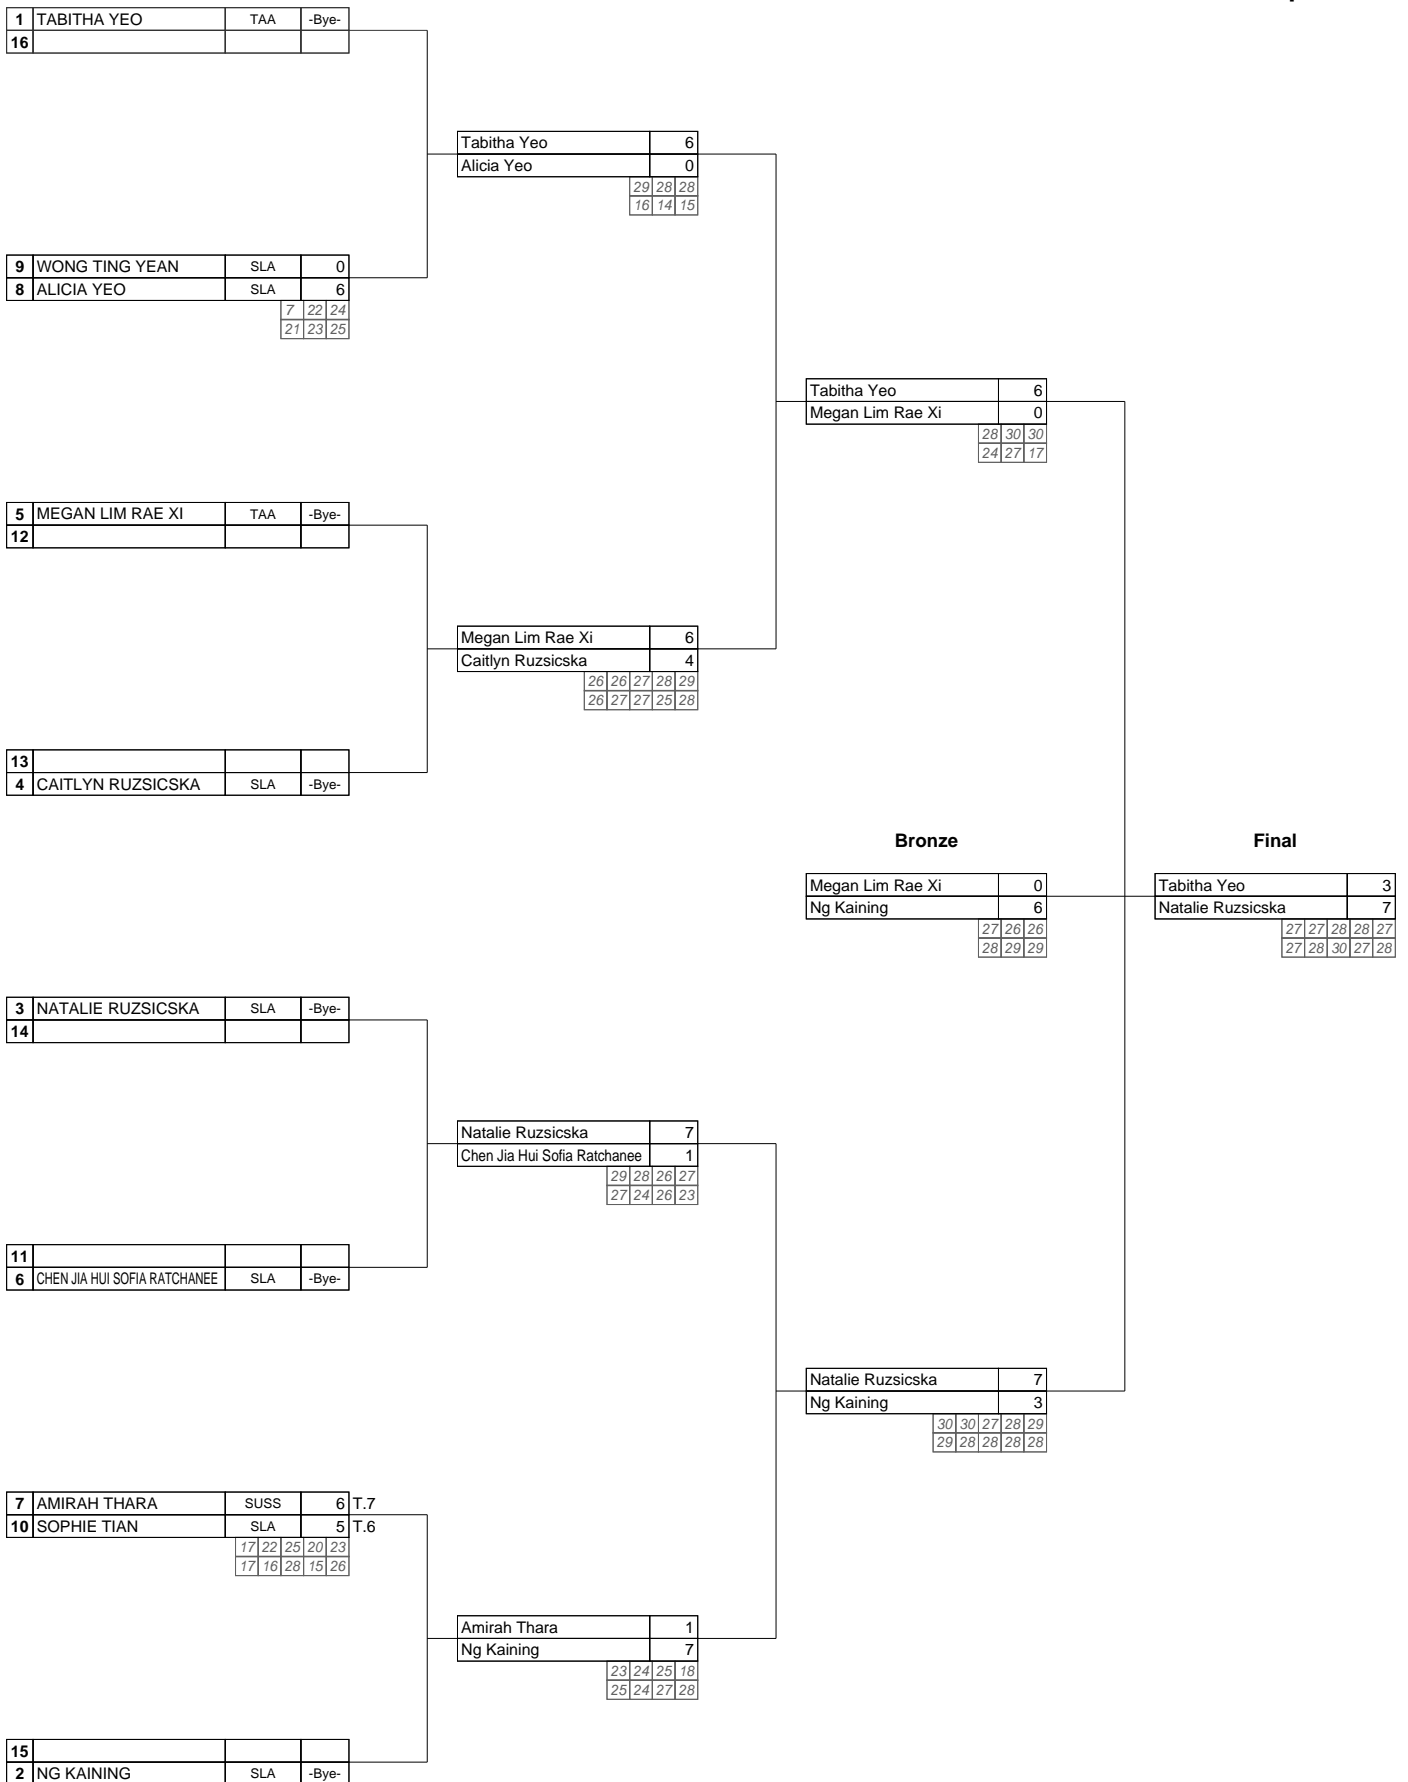 1 TABITHA YEO TAA -Bye-
16
Tabitha Yeo 6
Alicia Yeo 0
29 28 28
16 14 15
9 WONG TING YEAN SLA 0
8 ALICIA YEO SLA 6
7 22 24
21 23 25
Tabitha Yeo 6
Megan Lim Rae Xi 0
28 30 30
24 27 17
5 MEGAN LIM RAE XI TAA -Bye-
12
Megan Lim Rae Xi 6
Caitlyn Ruzsicska 4
26 26 27 28 29
26 27 27 25 28
13
4 CAITLYN RUZSICSKA SLA -Bye-
Bronze Final
Megan Lim Rae Xi 0 Tabitha Yeo 3
Ng Kaining 6 Natalie Ruzsicska 7
27 26 26 27 27 28 28 27
28 29 29 27 28 30 27 28
3 NATALIE RUZSICSKA SLA -Bye-
14
Natalie Ruzsicska 7
Chen Jia Hui Sofia Ratchanee 1
29 28 26 27
27 24 26 23
11
6 CHEN JIA HUI SOFIA RATCHANEE SLA -Bye-
Natalie Ruzsicska 7
Ng Kaining 3
30 30 27 28 29
29 28 28 28 28
7 AMIRAH THARA SUSS 6 T.7
10 SOPHIE TIAN SLA 5 T.6
17 22 25 20 23
17 16 28 15 26
Amirah Thara 1
Ng Kaining 7
23 24 25 18
25 24 27 28
15
2 NG KAINING SLA -Bye-